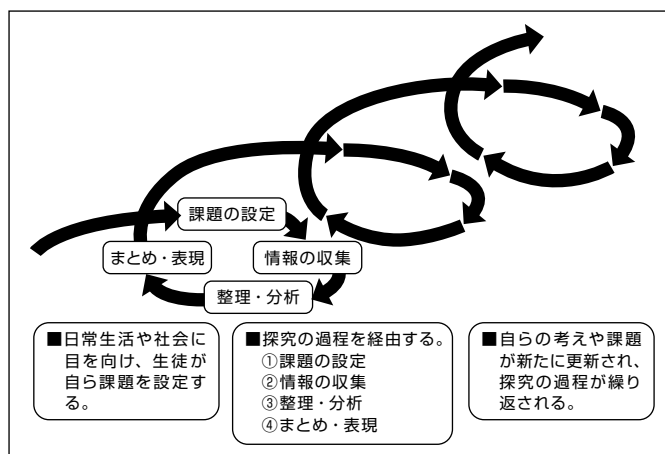 課題の設定
まとめ・表現
情報の収集
整理・分析
■日常生活や社会に
目を向け、生徒が
自ら課題を設定す
る。
■探究の過程を経由する。
①課題の設定
②情報の収集
③整理・分析
④まとめ・表現
■自らの考えや課題
が新たに更新され、
探究の過程が繰り
返される。